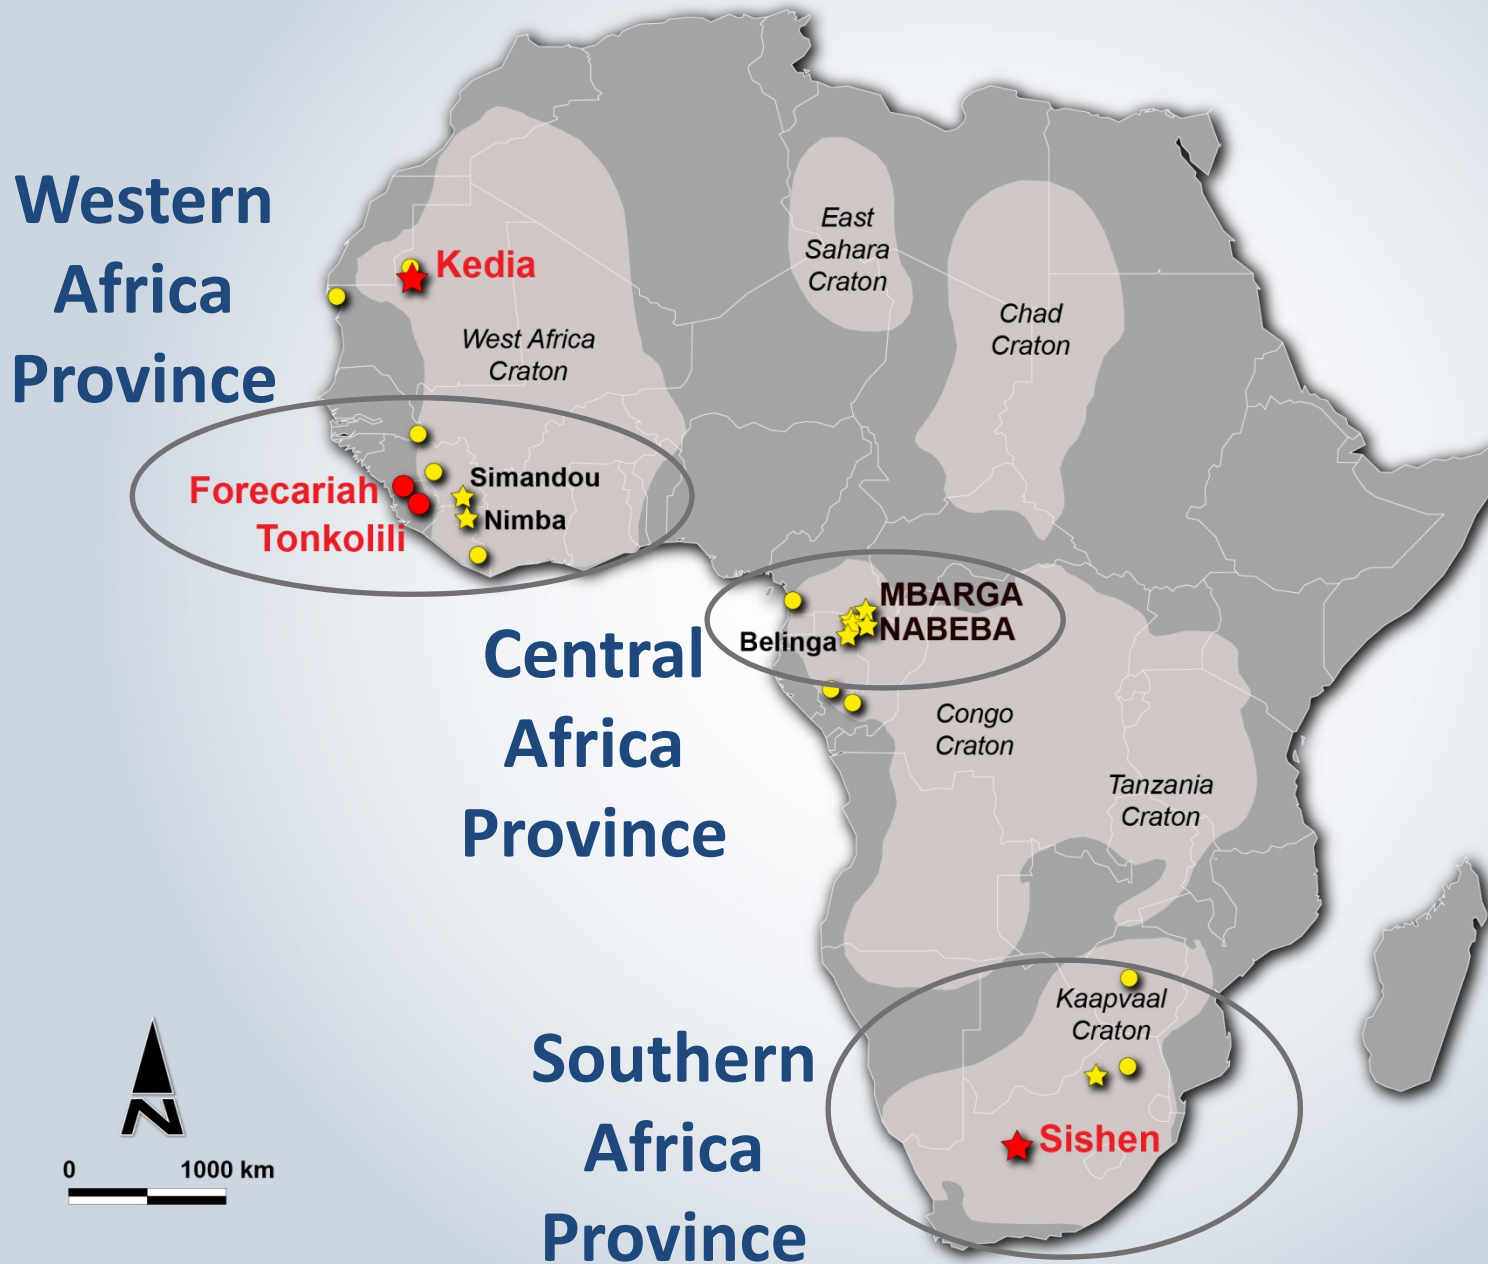 Western
Africa
Province
Kedia
West Africa
Craton
East
Sahara
Craton
Chad
Craton
Forecariah
Tonkolili
Simandou
Nimba
MBARGA
NABEBA
Belinga
Central
Africa
Province
Congo
Craton
Tanzania
Craton
Kaapvaal
Craton
Southern
Africa
Province
Sishen
N
0 1000 km